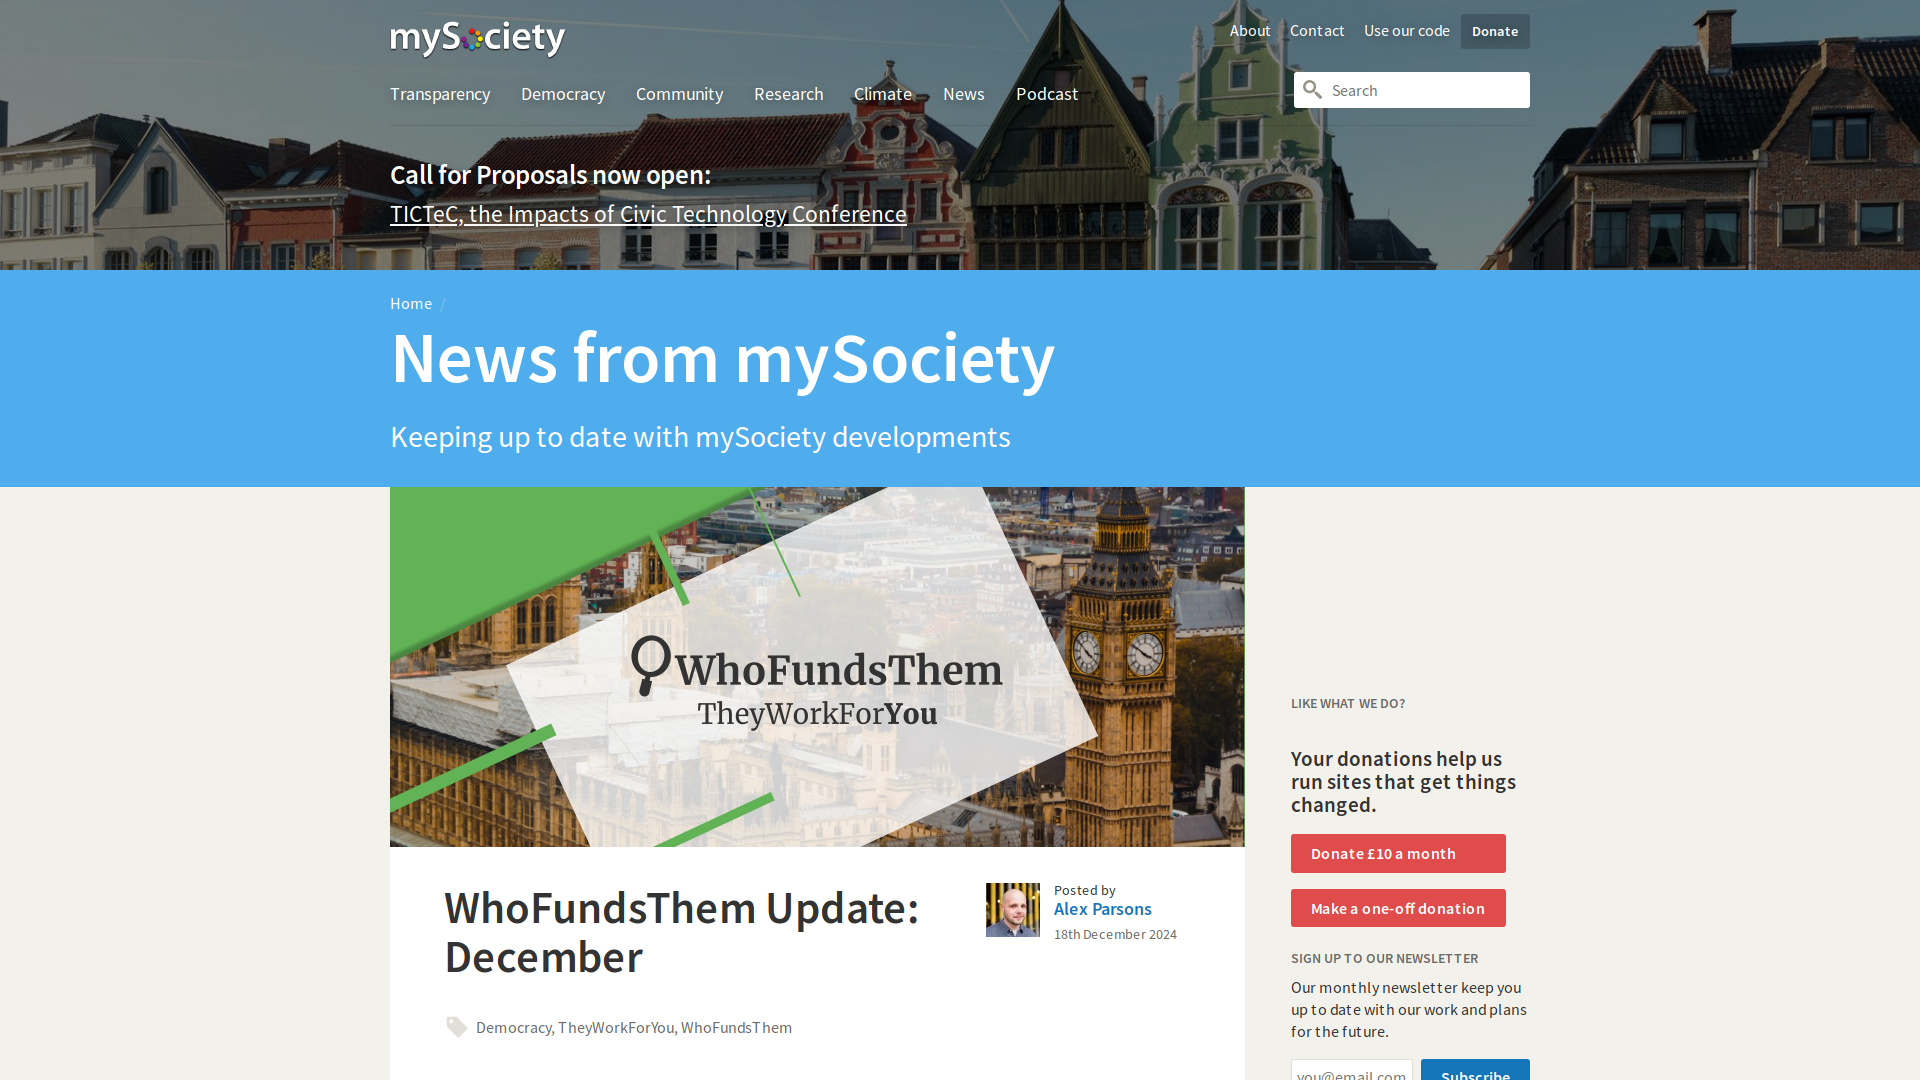 mySociety
About
Contact
Use our code
Donate
Transparency
Democracy
Community
Research
Climate
News
Podcast
Search
Call for Proposals now open:
TICTeC, the Impacts of Civic Technology Conference
Home /
News from mySociety
Keeping up to date with mySociety developments
WhoFundsThem
TheyWorkForYou
WhoFundsThem Update:
December
Posted by
Alex Parsons
18th December 2024
Democracy, TheyWorkForYou, WhoFundsThem
LIKE WHAT WE DO?
Your donations help us
run sites that get things
changed.
Donate £10 a month
Make a one-off donation
SIGN UP TO OUR NEWSLETTER
Our monthly newsletter keep you
up to date with our work and plans
for the future.
you@email.com
Subscribe